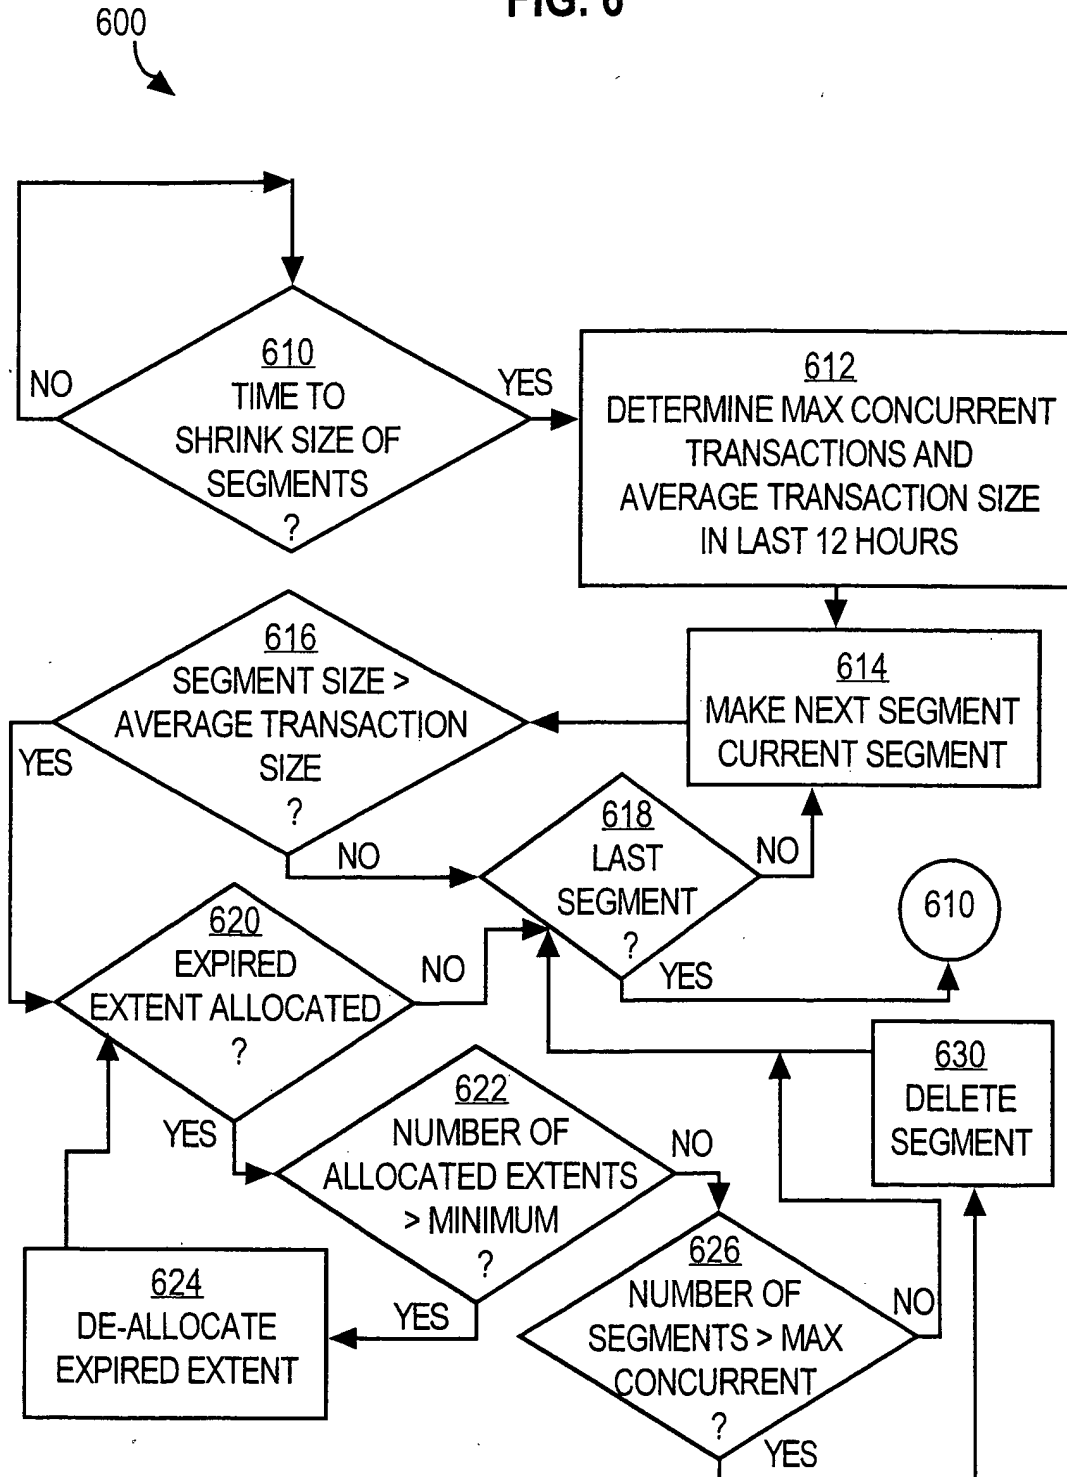 FIG. 6
600
610
TIME TO
SHRINK SIZE OF
SEGMENTS
?
NO
YES
612
DETERMINE MAX CONCURRENT
TRANSACTIONS AND
AVERAGE TRANSACTION SIZE
IN LAST 12 HOURS
614
MAKE NEXT SEGMENT
CURRENT SEGMENT
616
SEGMENT SIZE >
AVERAGE TRANSACTION
SIZE
?
YES
NO
618
LAST
SEGMENT
?
NO
YES
610
620
EXPIRED
EXTENT ALLOCATED
?
NO
YES
622
NUMBER OF
ALLOCATED EXTENTS
> MINIMUM
?
NO
YES
624
DE-ALLOCATE
EXPIRED EXTENT
626
NUMBER OF
SEGMENTS > MAX
CONCURRENT
?
NO
YES
630
DELETE
SEGMENT